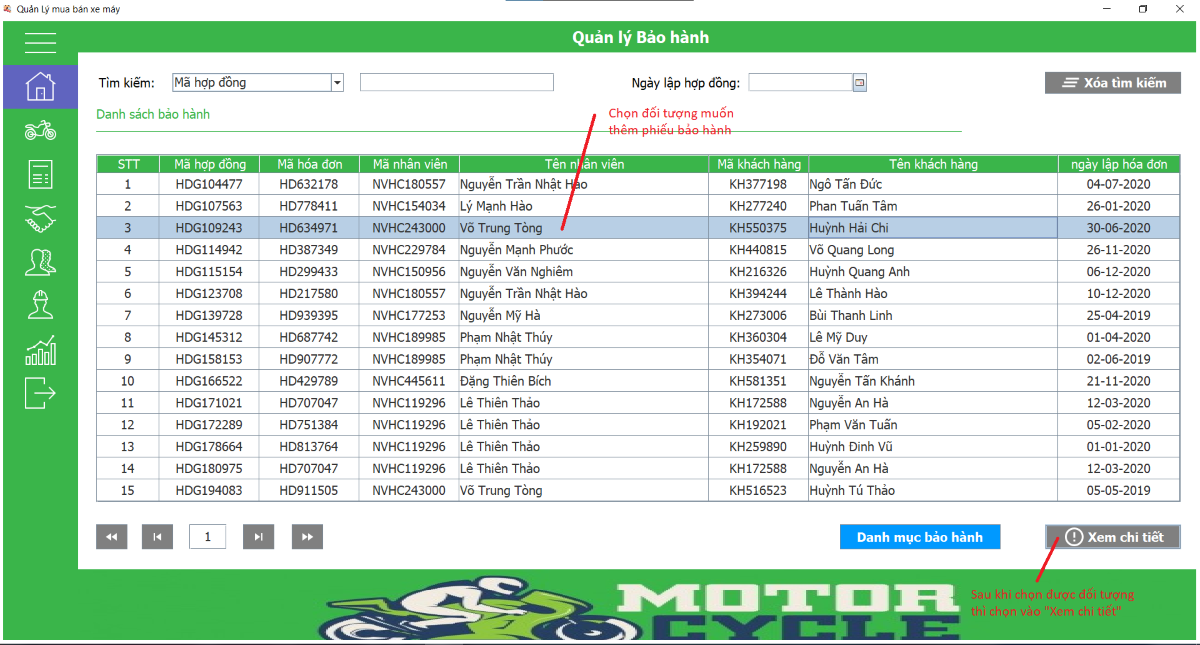 Quản lý mua bán xe máy
Quản lý Bảo hành
Tìm kiếm: Mã hợp đồng Ngày lập hợp đồng: Xóa tìm kiếm
Danh sách bảo hành
Chọn đối tượng muốn
thêm phiếu bảo hành
STT Mã hợp đồng Mã hóa đơn Mã nhân viên Tên nhân viên Mã khách hàng Tên khách hàng ngày lập hóa đơn
1 HDG104477 HD632178 NVHC180557 Nguyễn Trần Nhật Hào KH377198 Ngô Tấn Đức 04-07-2020
2 HDG107563 HD778411 NVHC154034 Lý Mạnh Hào KH277240 Phan Tuấn Tâm 26-01-2020
3 HDG109243 HD634971 NVHC243000 Võ Trung Tòng KH550375 Huỳnh Hải Chi 30-06-2020
4 HDG114942 HD387349 NVHC229784 Nguyễn Mạnh Phước KH440815 Võ Quang Long 26-11-2020
5 HDG115154 HD299433 NVHC150956 Nguyễn Văn Nghiêm KH216326 Huỳnh Quang Anh 06-12-2020
6 HDG123708 HD217580 NVHC180557 Nguyễn Trần Nhật Hào KH394244 Lê Thành Hào 10-12-2020
7 HDG139728 HD939395 NVHC177253 Nguyễn Mỹ Hà KH273006 Bùi Thanh Linh 25-04-2019
8 HDG145312 HD687742 NVHC189985 Phạm Nhật Thúy KH360304 Lê Mỹ Duy 01-04-2020
9 HDG158153 HD907772 NVHC189985 Phạm Nhật Thúy KH354071 Đỗ Văn Tâm 02-06-2019
10 HDG166522 HD429789 NVHC445611 Đặng Thiên Bích KH581351 Nguyễn Tấn Khánh 21-11-2020
11 HDG171021 HD707047 NVHC119296 Lê Thiên Thảo KH172588 Nguyễn An Hà 12-03-2020
12 HDG172289 HD751384 NVHC119296 Lê Thiên Thảo KH192021 Phạm Văn Tuấn 05-02-2020
13 HDG178664 HD813764 NVHC119296 Lê Thiên Thảo KH259890 Huỳnh Đinh Vũ 01-01-2020
14 HDG180975 HD707047 NVHC119296 Lê Thiên Thảo KH172588 Nguyễn An Hà 12-03-2020
15 HDG194083 HD911505 NVHC243000 Võ Trung Tòng KH516523 Huỳnh Tú Thảo 05-05-2019
1 Danh mục bảo hành Xem chi tiết
Sau khi chọn được đối tượng
thì chọn vào "Xem chi tiết"
MOTOR
CYCLE